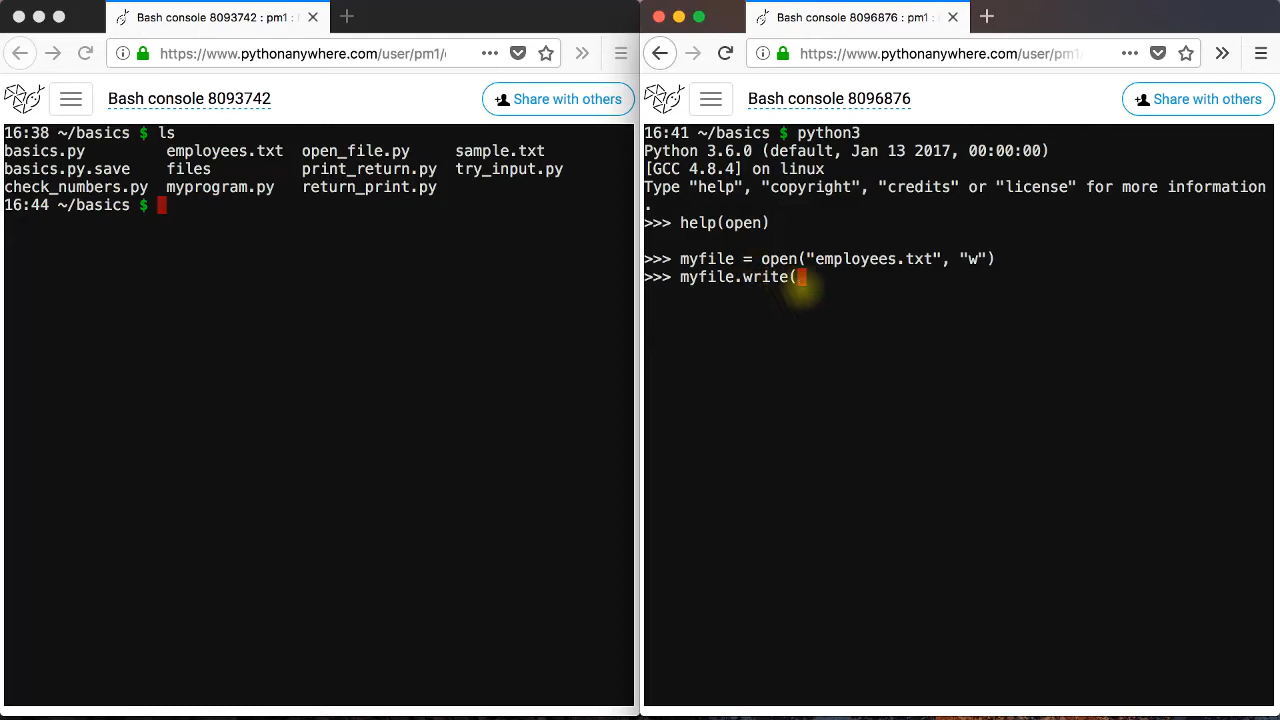 Bash console 8093742 : pm1 :
https://www.pythonanywhere.com/user/pm1/
Bash console 8093742
Share with others
16:38 ~/basics $ ls
basics.py employees.txt open_file.py sample.txt
basics.py.save files print_return.py try_input.py
check_numbers.py myprogram.py return_print.py
16:44 ~/basics $
Bash console 8096876 : pm1 :
https://www.pythonanywhere.com/user/pm1/
Bash console 8096876
Share with others
16:41 ~/basics $ python3
Python 3.6.0 (default, Jan 13 2017, 00:00:00)
[GCC 4.8.4] on linux
Type "help", "copyright", "credits" or "license" for more information
.
>>> help(open)
>>> myfile = open("employees.txt", "w")
>>> myfile.write(